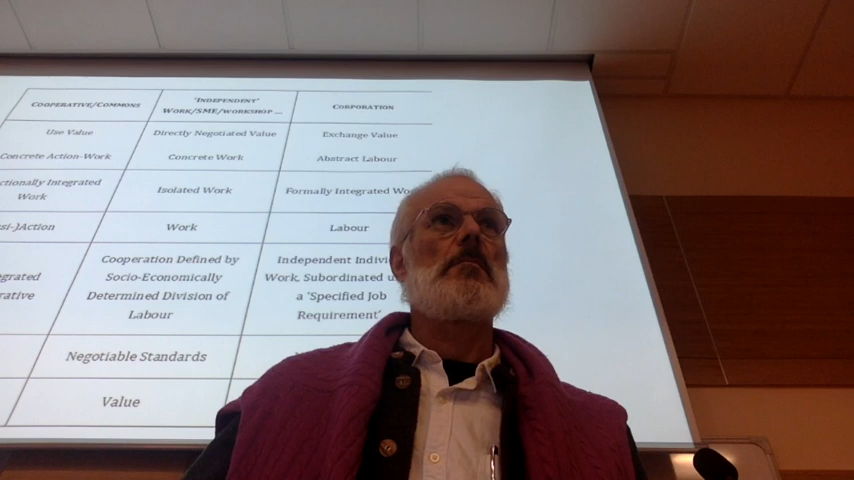 COOPERATIVE/COMMONS
'INDEPENDENT'
WORK/SME/WORKSHOP ...
CORPORATION
Use Value
Directly Negotiated Value
Exchange Value
Concrete Action-Work
Concrete Work
Abstract Labour
Integrated
Work
Isolated Work
Formally Integrated
Work
Labour
Cooperation Defined by
Socio-Economically
Determined Division of
Labour
Independent
Work, Subordinated
a 'Specified Job
Requirement'
Negotiable Standards
Value